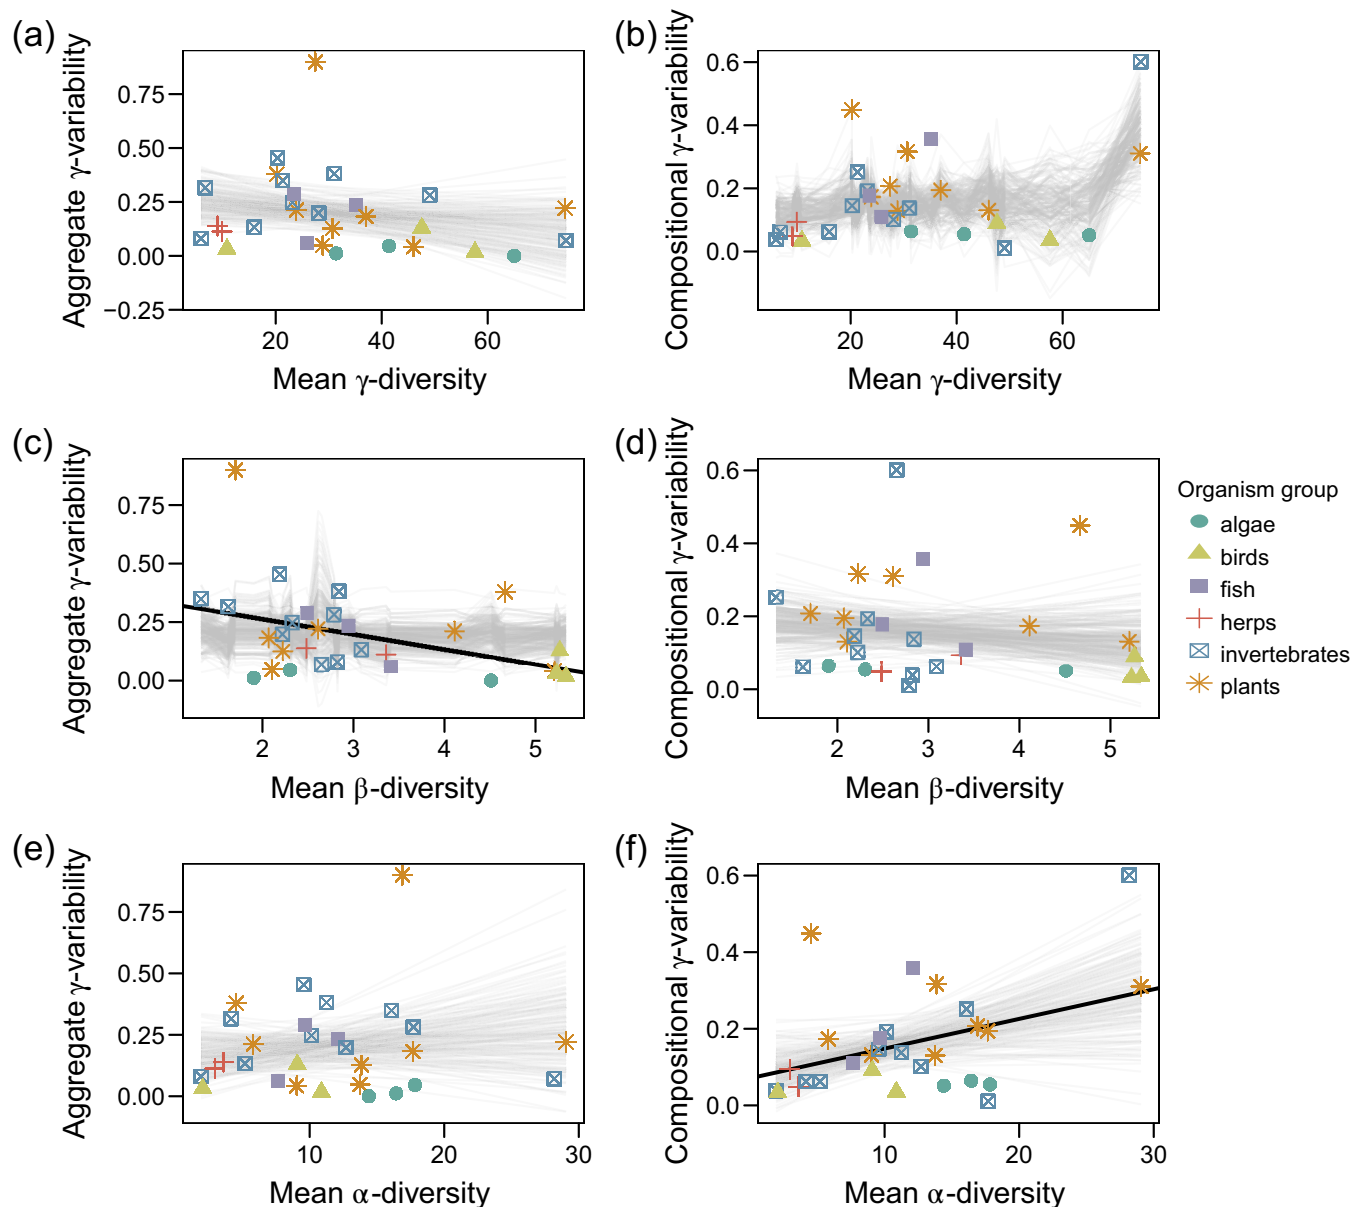 (a)
Aggregate γ-variability
0.75
0.50
0.25
0.00
−0.25
20
40
60
Mean γ-diversity
(b)
Compositional γ-variability
0.6
0.4
0.2
0.0
20
40
60
Mean γ-diversity
(c)
Aggregate γ-variability
0.75
0.50
0.25
0.00
2
3
4
5
Mean β-diversity
(d)
Compositional γ-variability
0.6
0.4
0.2
0.0
2
3
4
5
Mean β-diversity
Organism group
algae
birds
fish
herps
invertebrates
plants
(e)
Aggregate γ-variability
0.75
0.50
0.25
0.00
10
20
30
Mean α-diversity
(f)
Compositional γ-variability
0.6
0.4
0.2
0.0
10
20
30
Mean α-diversity